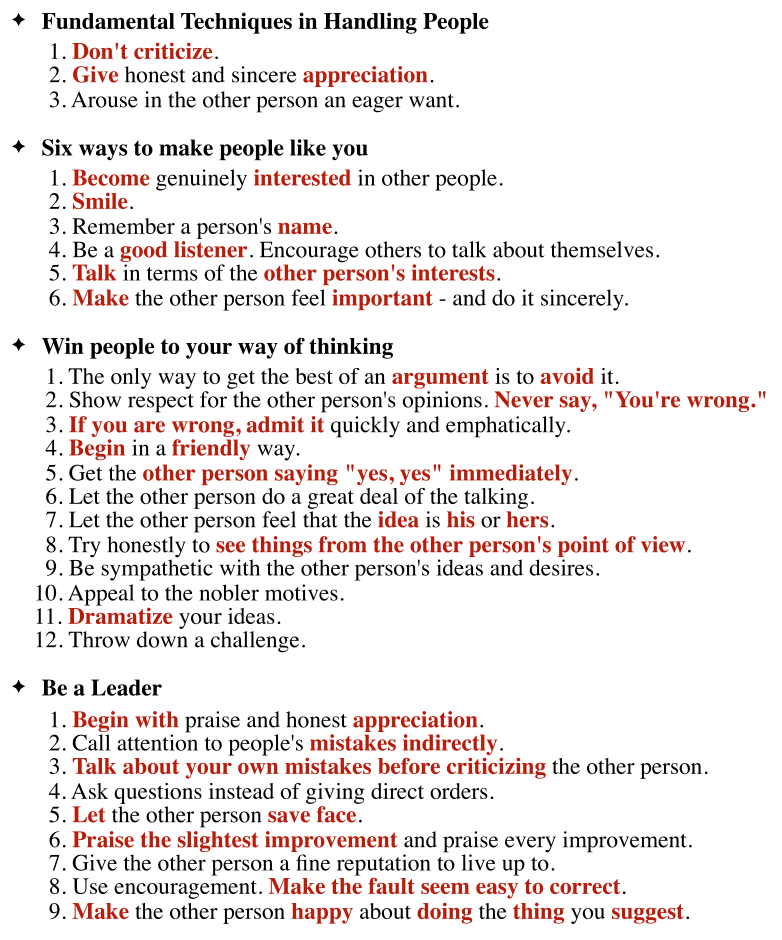 ✦ Fundamental Techniques in Handling People
1. Don't criticize.
2. Give honest and sincere appreciation.
3. Arouse in the other person an eager want.
✦ Six ways to make people like you
1. Become genuinely interested in other people.
2. Smile.
3. Remember a person's name.
4. Be a good listener. Encourage others to talk about themselves.
5. Talk in terms of the other person's interests.
6. Make the other person feel important - and do it sincerely.
✦ Win people to your way of thinking
1. The only way to get the best of an argument is to avoid it.
2. Show respect for the other person's opinions. Never say, "You're wrong."
3. If you are wrong, admit it quickly and emphatically.
4. Begin in a friendly way.
5. Get the other person saying "yes, yes" immediately.
6. Let the other person do a great deal of the talking.
7. Let the other person feel that the idea is his or hers.
8. Try honestly to see things from the other person's point of view.
9. Be sympathetic with the other person's ideas and desires.
10. Appeal to the nobler motives.
11. Dramatize your ideas.
12. Throw down a challenge.
✦ Be a Leader
1. Begin with praise and honest appreciation.
2. Call attention to people's mistakes indirectly.
3. Talk about your own mistakes before criticizing the other person.
4. Ask questions instead of giving direct orders.
5. Let the other person save face.
6. Praise the slightest improvement and praise every improvement.
7. Give the other person a fine reputation to live up to.
8. Use encouragement. Make the fault seem easy to correct.
9. Make the other person happy about doing the thing you suggest.